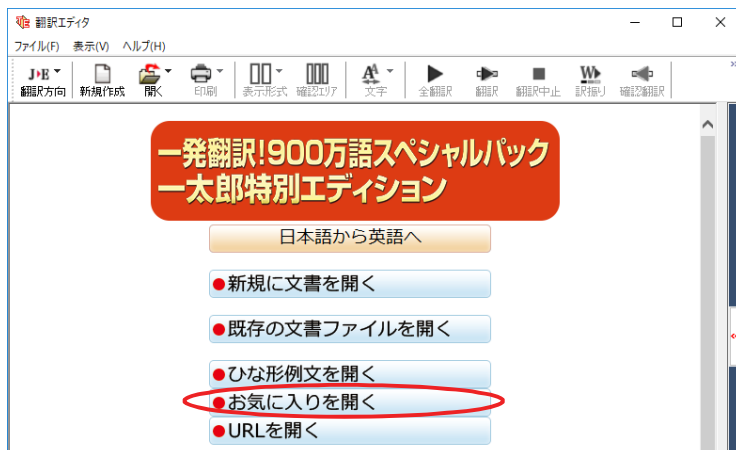 翻訳エディタ
ファイル(F) 表示(V) ヘルプ(H)
J▶E
翻訳方向 新規作成 開く 印刷 表示形式 確認エリア 文字 全翻訳 翻訳 翻訳中止 訳振り 確認翻訳
一発翻訳!900万語スペシャルパック
一太郎特別エディション
日本語から英語へ
●新規に文書を開く
●既存の文書ファイルを開く
●ひな形例文を開く
●お気に入りを開く
●URLを開く